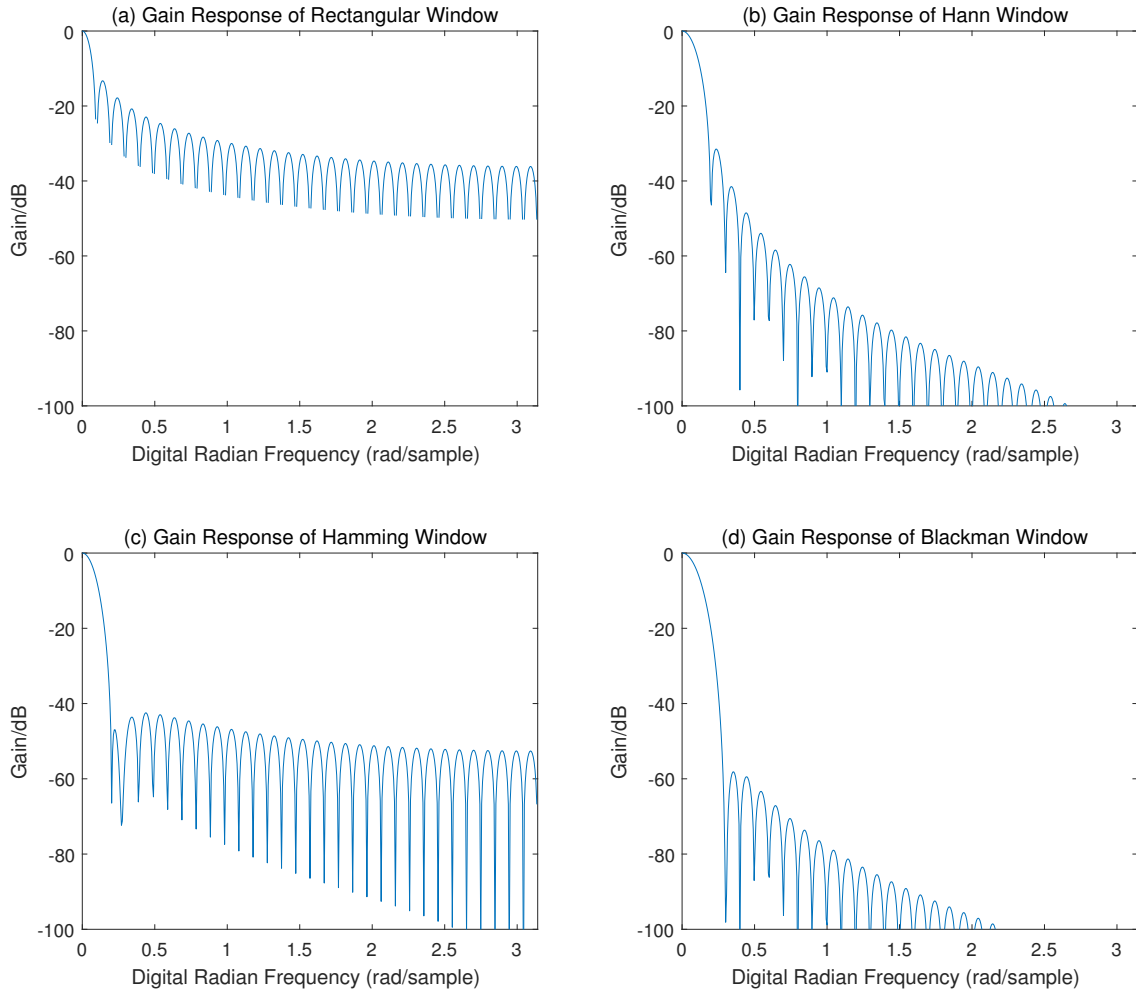 (a) Gain Response of Rectangular Window
0
-20
-40
-60
-80
-100
Gain/dB
0 0.5 1 1.5 2 2.5 3
Digital Radian Frequency (rad/sample)
(b) Gain Response of Hann Window
0
-20
-40
-60
-80
-100
Gain/dB
0 0.5 1 1.5 2 2.5 3
Digital Radian Frequency (rad/sample)
(c) Gain Response of Hamming Window
0
-20
-40
-60
-80
-100
Gain/dB
0 0.5 1 1.5 2 2.5 3
Digital Radian Frequency (rad/sample)
(d) Gain Response of Blackman Window
0
-20
-40
-60
-80
-100
Gain/dB
0 0.5 1 1.5 2 2.5 3
Digital Radian Frequency (rad/sample)